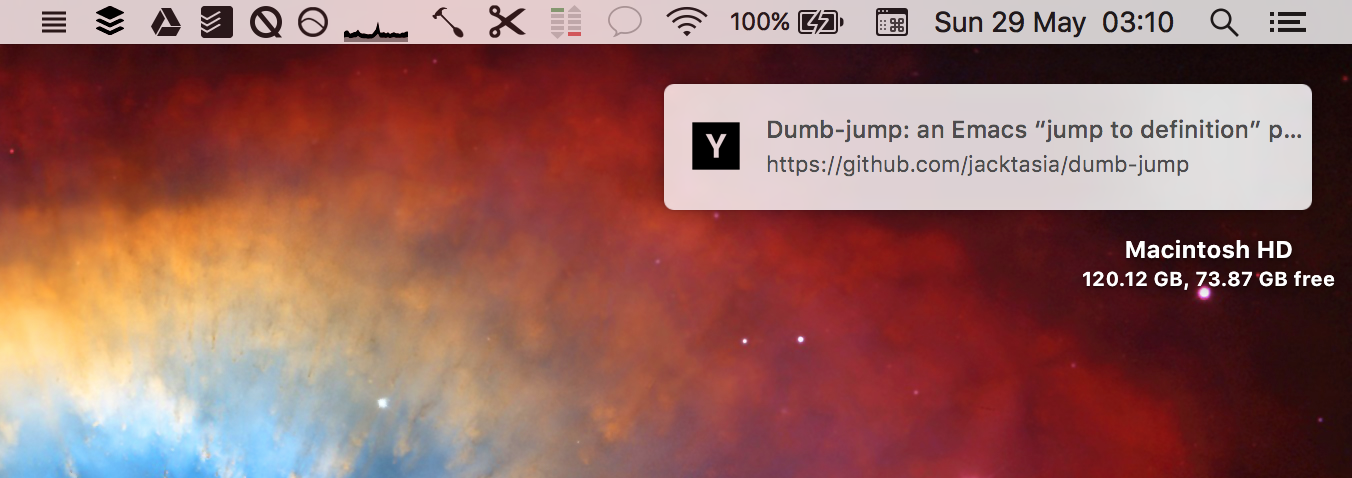 100% Sun 29 May 03:10
Y
Dumb-jump: an Emacs “jump to definition” p...
https://github.com/jacktasia/dumb-jump
Macintosh HD
120.12 GB, 73.87 GB free